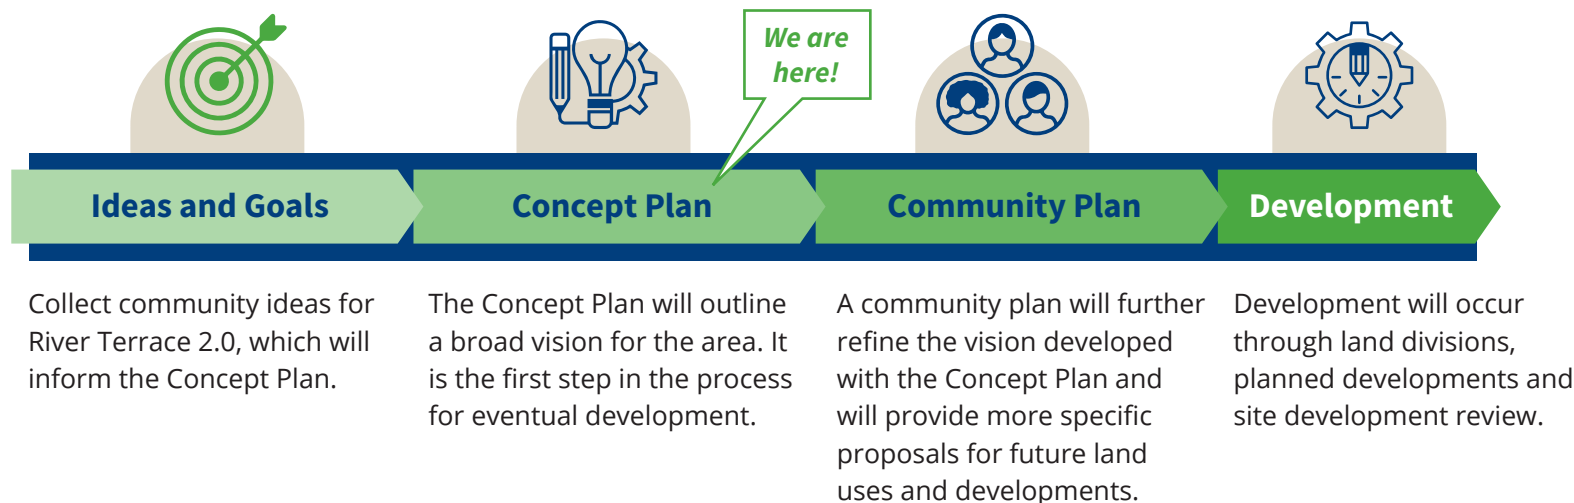 We are
here!
Ideas and Goals
Concept Plan
Community Plan
Development
Collect community ideas for
River Terrace 2.0, which will
inform the Concept Plan.
The Concept Plan will outline
a broad vision for the area. It
is the first step in the process
for eventual development.
A community plan will further
refine the vision developed
with the Concept Plan and
will provide more specific
proposals for future land
uses and developments.
Development will occur
through land divisions,
planned developments and
site development review.